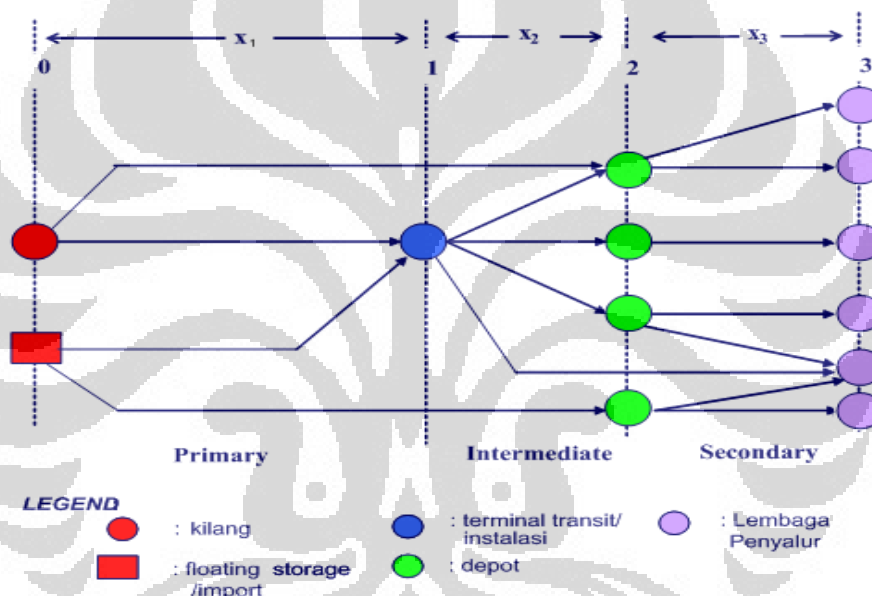 x₁ x₂ x₃
0 1 2 3
Primary Intermediate Secondary
LEGEND
: kilang
: terminal transit/
instalasi
: Lembaga
Penyalur
: floating storage
/import
: depot